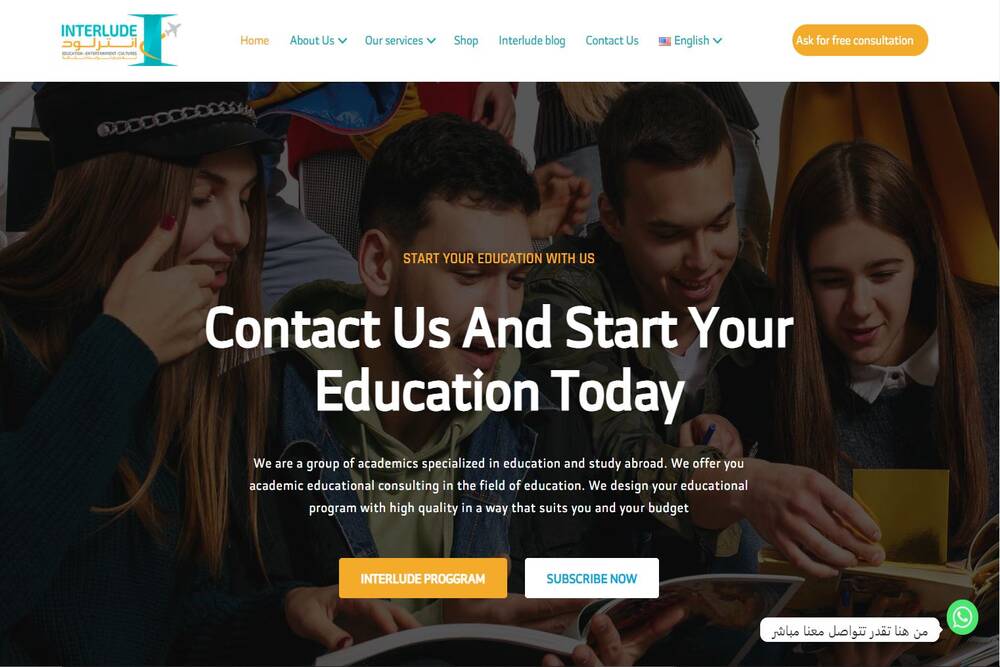 INTERLUDE
انترلود
EDUCATION · ENTERTAINMENT · CULTURES
Home
About Us
Our services
Shop
Interlude blog
Contact Us
English
Ask for free consultation
START YOUR EDUCATION WITH US
Contact Us And Start Your
Education Today
We are a group of academics specialized in education and study abroad. We offer you
academic educational consulting in the field of education. We design your educational
program with high quality in a way that suits you and your budget
INTERLUDE PROGGRAM
SUBSCRIBE NOW
من هنا تقدر تتواصل معنا مباشر